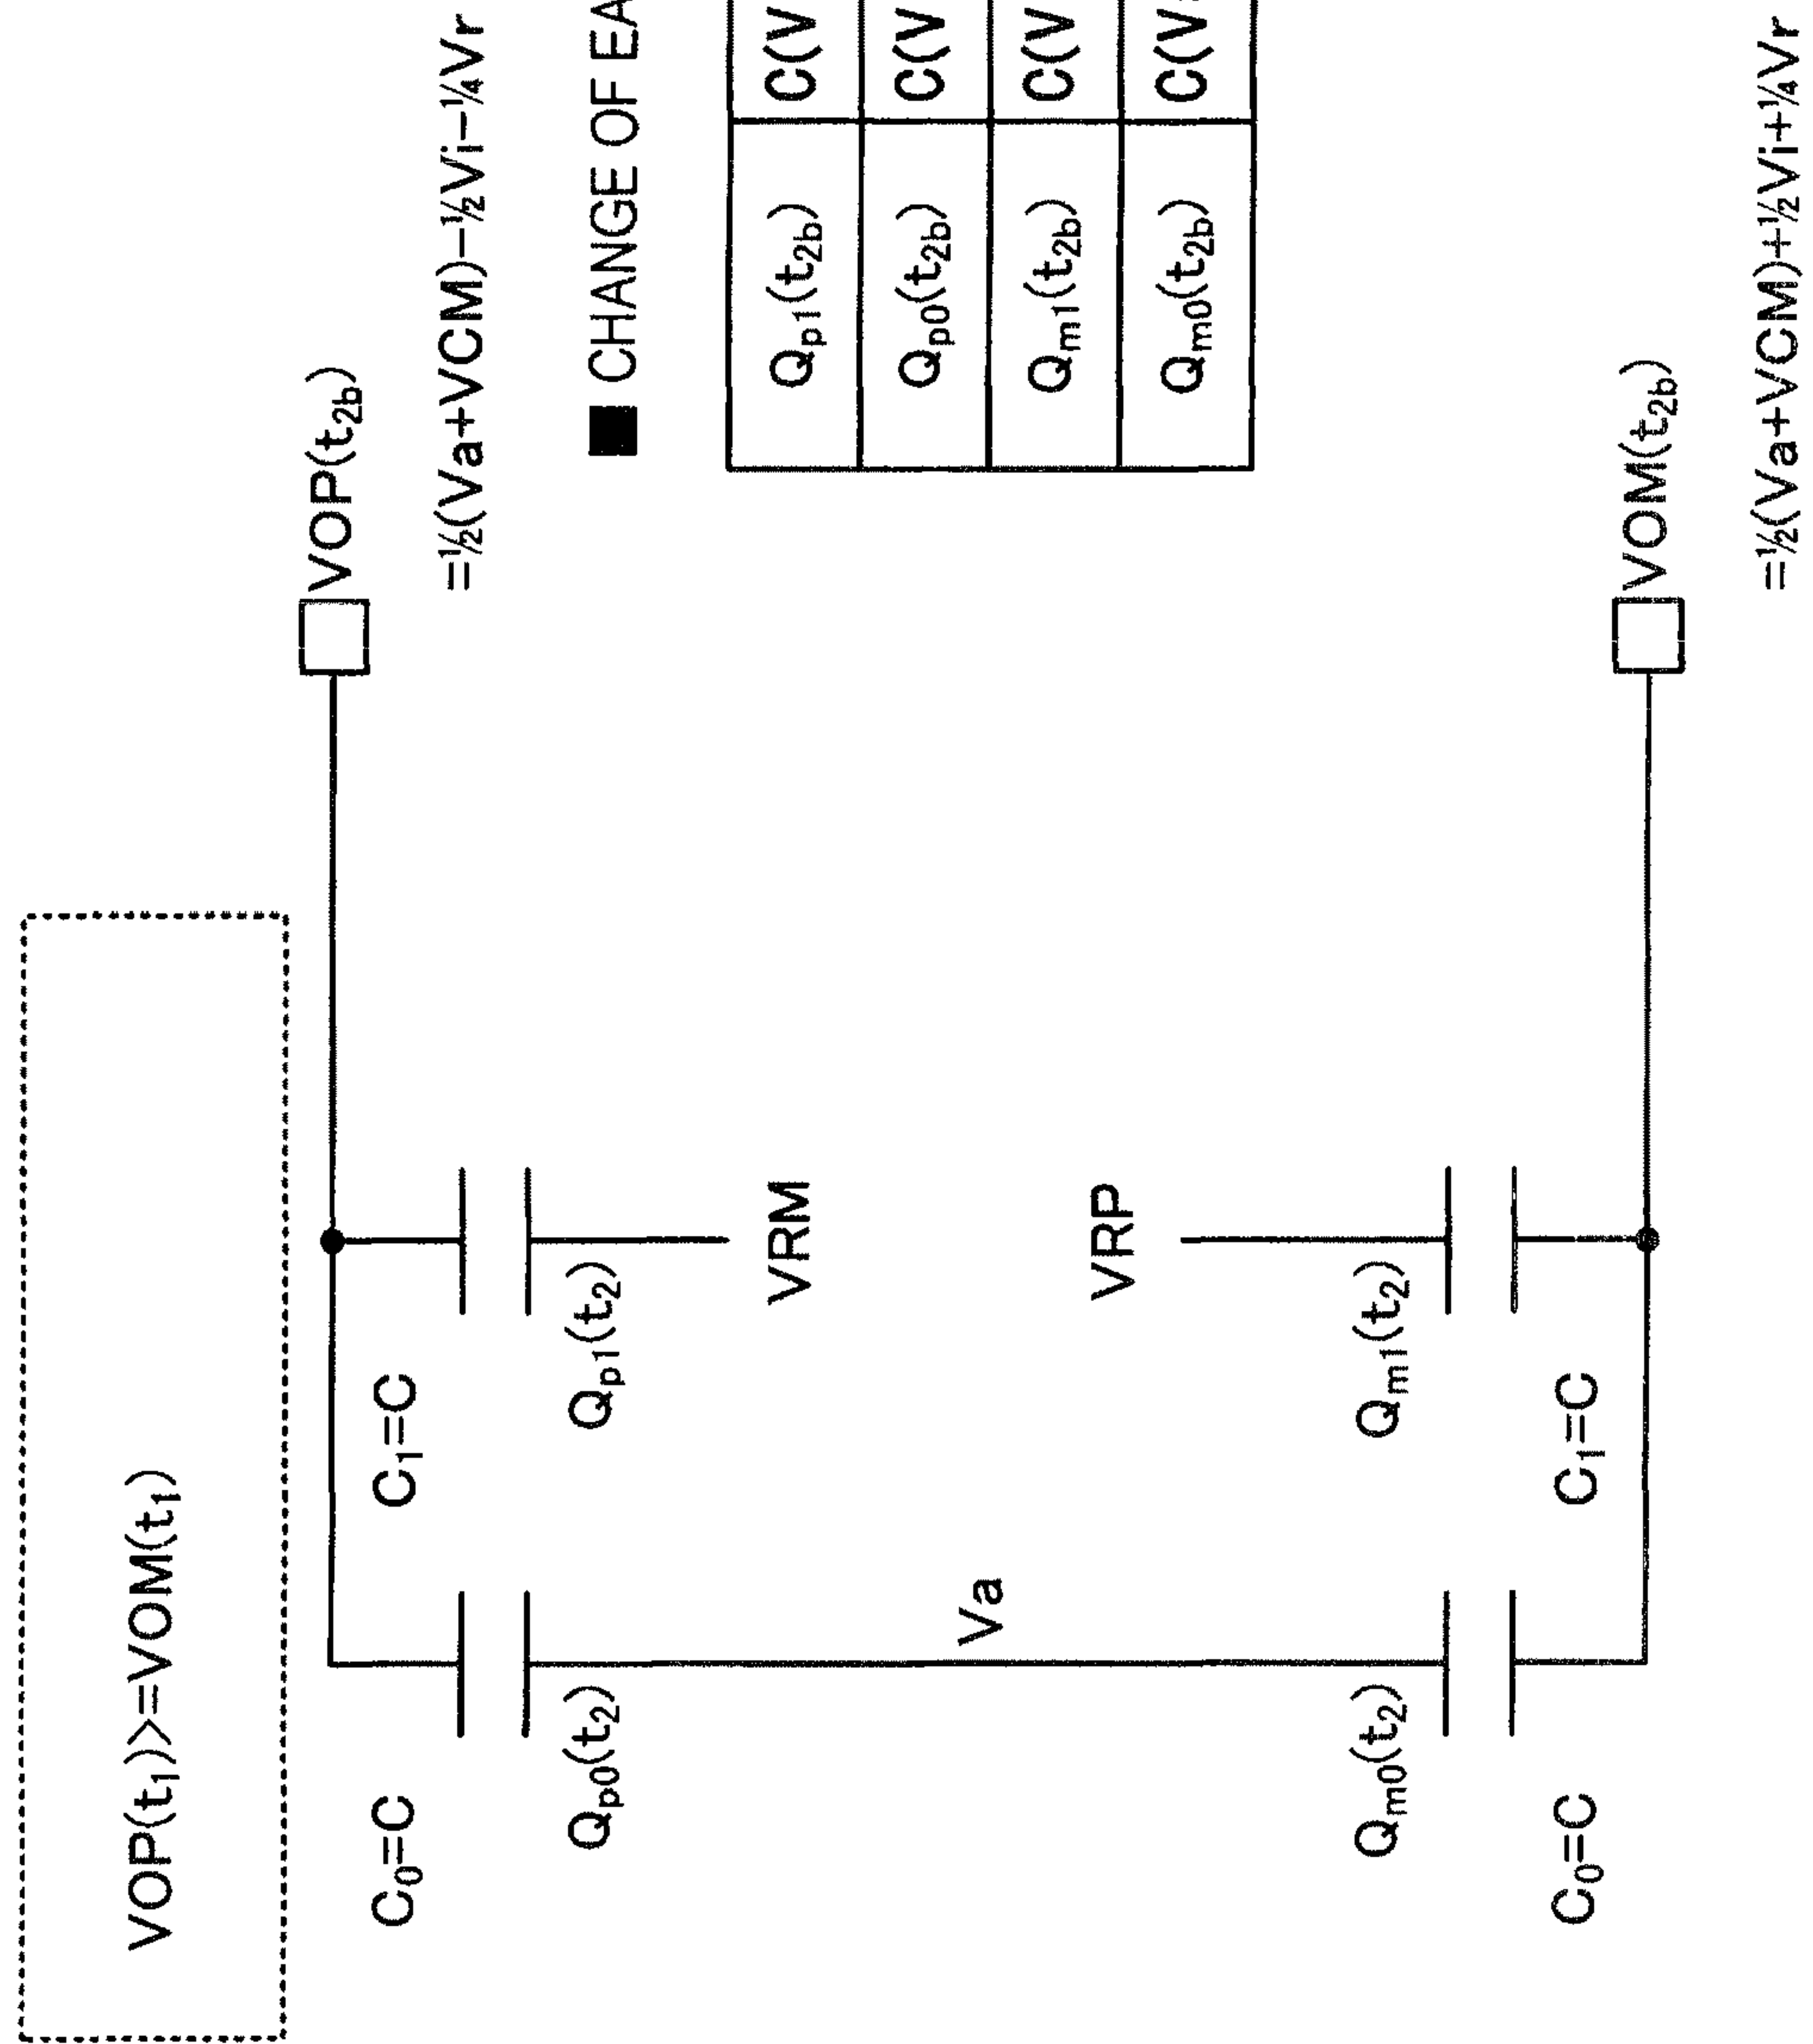 VOP(t₁)>=VOM(t₁)
VOP(t₂b)
=½(Va+VCM)−½Vi−¼Vr
C₀=C
C₁=C
Qp0(t₂)
Qp1(t₂)
VRM
Va
VRP
Qm0(t₂)
Qm1(t₂)
C₀=C
C₁=C
VOM(t₂b)
=½(Va+VCM)+½Vi+¼Vr
■ CHANGE OF EA
Qp1(t₂b) C(V
Qp0(t₂b) C(V
Qm1(t₂b) C(V
Qm0(t₂b) C(V